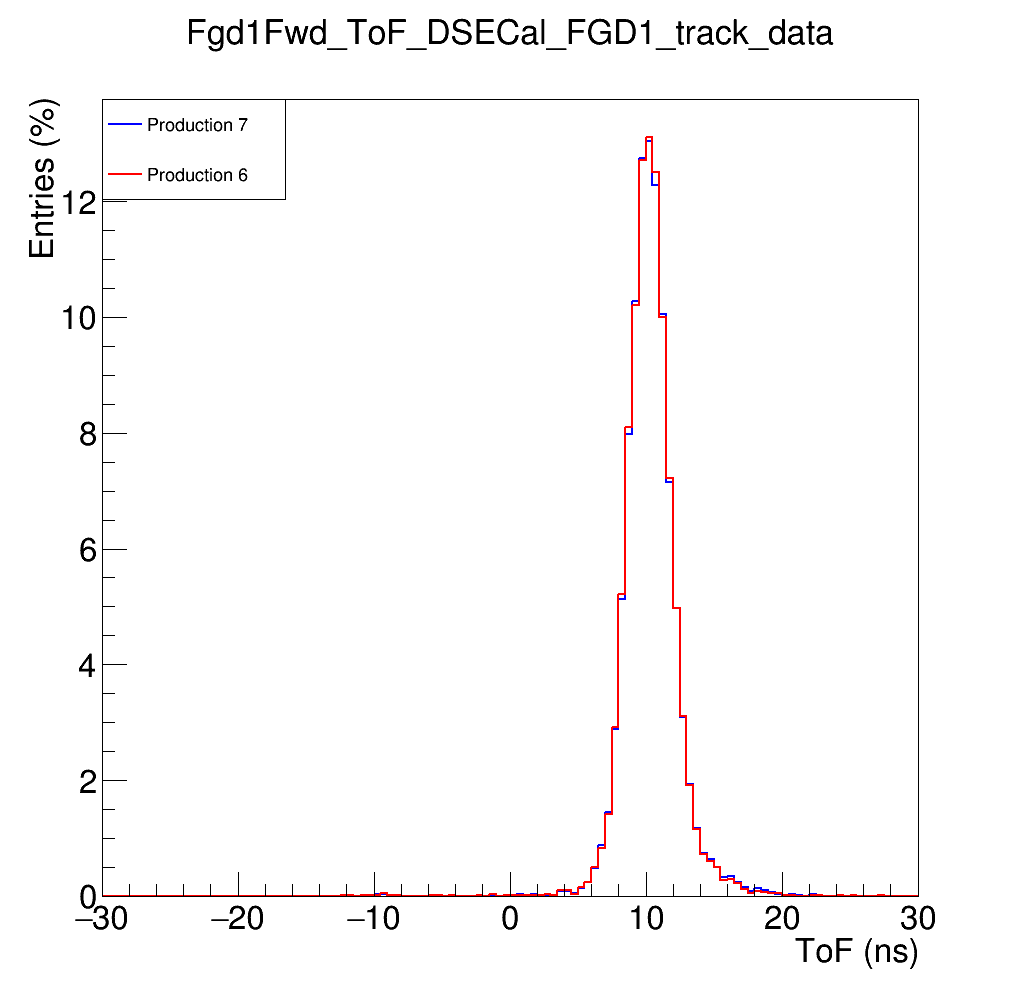 Fgd1Fwd_ToF_DSECal_FGD1_track_data
Entries (%)
Production 7
Production 6
12
10
8
6
4
2
0
−30 −20 −10 0 10 20 30
ToF (ns)